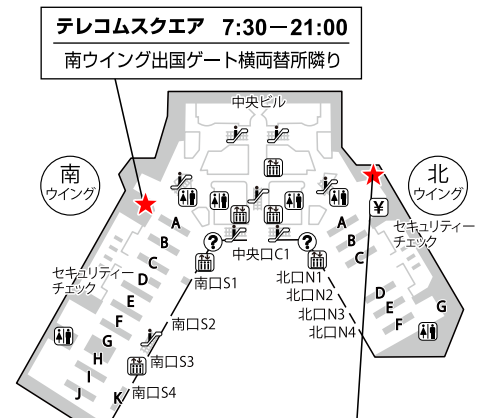 テレコムスクエア 7:30－21:00
南ウイング出国ゲート横両替所隣り
中央ビル
南
ウイング
北
ウイング
¥
セキュリティー
チェック
A
B
C
D
E
F
G
H
I
J
K
A
B
C
D
E
F
G
?
中央口C1
?
セキュリティー
チェック
南口S1
南口S2
南口S3
南口S4
北口N1
北口N2
北口N3
北口N4